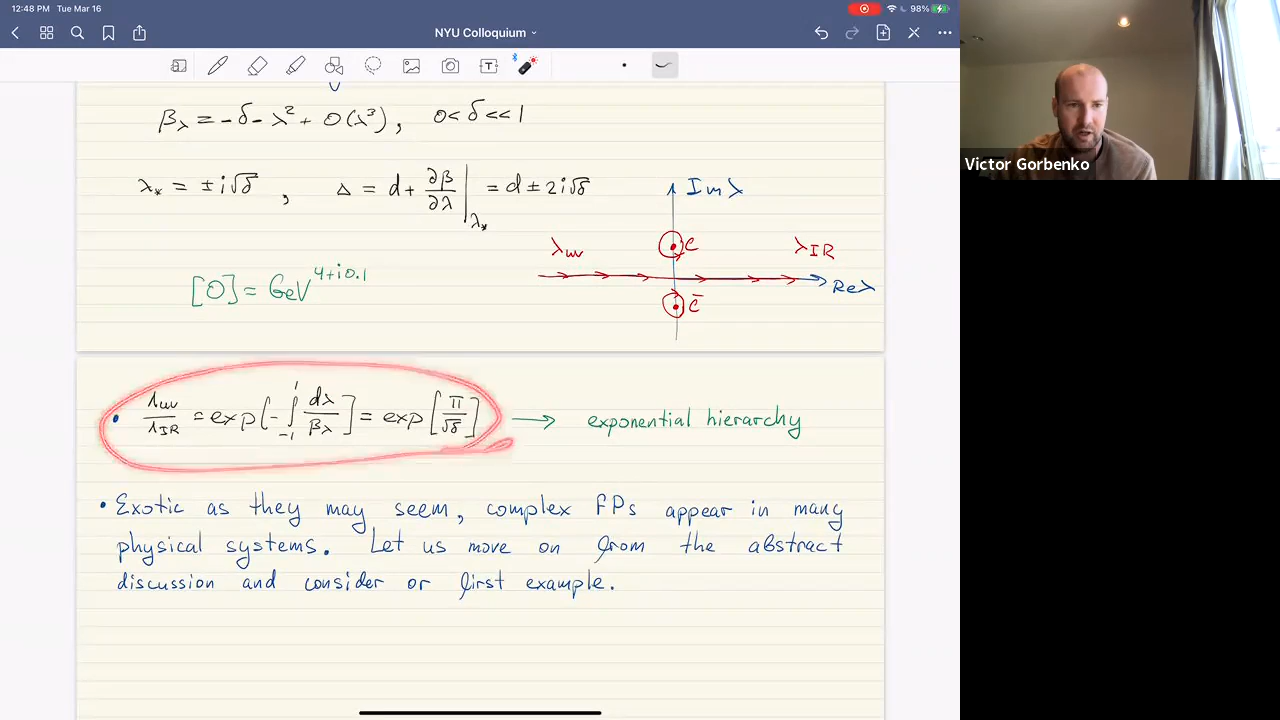 12:48 PM Tue Mar 16
98%
NYU Colloquium
β_λ = -δ - λ² + O(λ³), 0 < δ << 1
λ_* = ± i√δ , Δ = d + ∂β/∂λ |_λ_* = d ± 2i√δ
Im λ
λ_UV
C
λ_IR
Re λ
C̄
[O] = GeV^4+i0.1
• Λ_UV/Λ_IR = exp[-∫_-1^1 dλ/β_λ] = exp[π/√δ] → exponential hierarchy
• Exotic as they may seem, complex FPs appear in many
physical systems. Let us move on from the abstract
discussion and consider or first example.
Victor Gorbenko